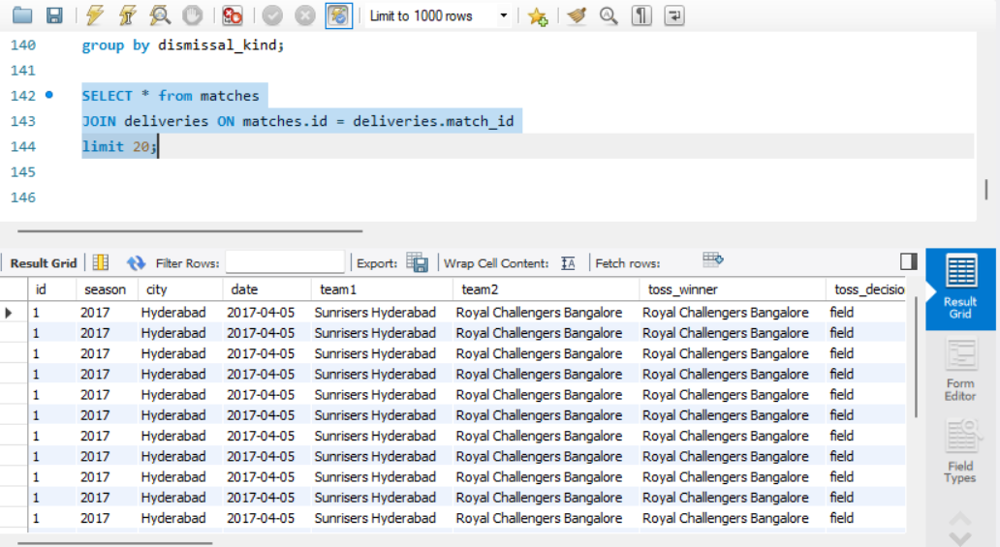 Limit to 1000 rows
140 group by dismissal_kind;
141
142 SELECT * from matches
143 JOIN deliveries ON matches.id = deliveries.match_id
144 limit 20;
145
146
Result Grid Filter Rows: Export: Wrap Cell Content: IA Fetch rows:
id season city date team1 team2 toss_winner toss_decisio
1 2017 Hyderabad 2017-04-05 Sunrisers Hyderabad Royal Challengers Bangalore Royal Challengers Bangalore field
1 2017 Hyderabad 2017-04-05 Sunrisers Hyderabad Royal Challengers Bangalore Royal Challengers Bangalore field
1 2017 Hyderabad 2017-04-05 Sunrisers Hyderabad Royal Challengers Bangalore Royal Challengers Bangalore field
1 2017 Hyderabad 2017-04-05 Sunrisers Hyderabad Royal Challengers Bangalore Royal Challengers Bangalore field
1 2017 Hyderabad 2017-04-05 Sunrisers Hyderabad Royal Challengers Bangalore Royal Challengers Bangalore field
1 2017 Hyderabad 2017-04-05 Sunrisers Hyderabad Royal Challengers Bangalore Royal Challengers Bangalore field
1 2017 Hyderabad 2017-04-05 Sunrisers Hyderabad Royal Challengers Bangalore Royal Challengers Bangalore field
1 2017 Hyderabad 2017-04-05 Sunrisers Hyderabad Royal Challengers Bangalore Royal Challengers Bangalore field
1 2017 Hyderabad 2017-04-05 Sunrisers Hyderabad Royal Challengers Bangalore Royal Challengers Bangalore field
1 2017 Hyderabad 2017-04-05 Sunrisers Hyderabad Royal Challengers Bangalore Royal Challengers Bangalore field
1 2017 Hyderabad 2017-04-05 Sunrisers Hyderabad Royal Challengers Bangalore Royal Challengers Bangalore field
Result
Grid
Form
Editor
Field
Types